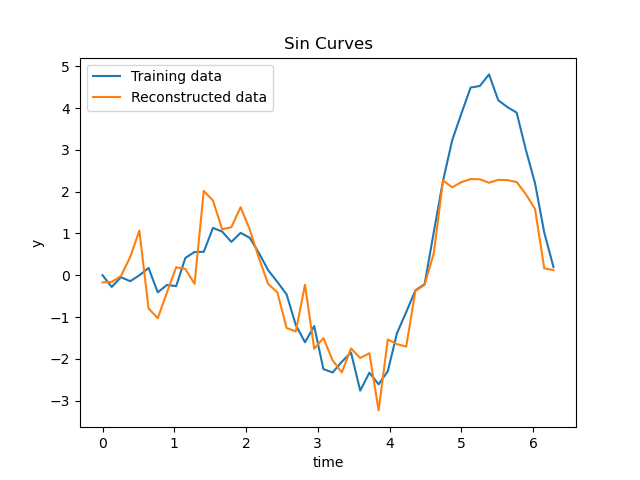 Sin Curves
Training data
Reconstructed data
y
5
4
3
2
1
0
−1
−2
−3
0 1 2 3 4 5 6
time